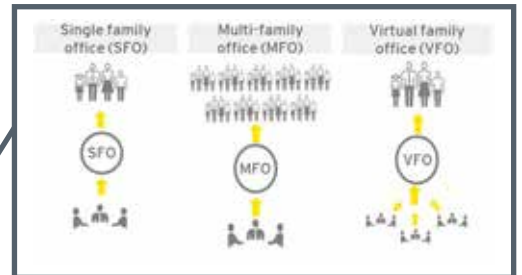 Single family
office (SFO)
Multi-family
office (MFO)
Virtual family
office (VFO)
SFO
MFO
VFO